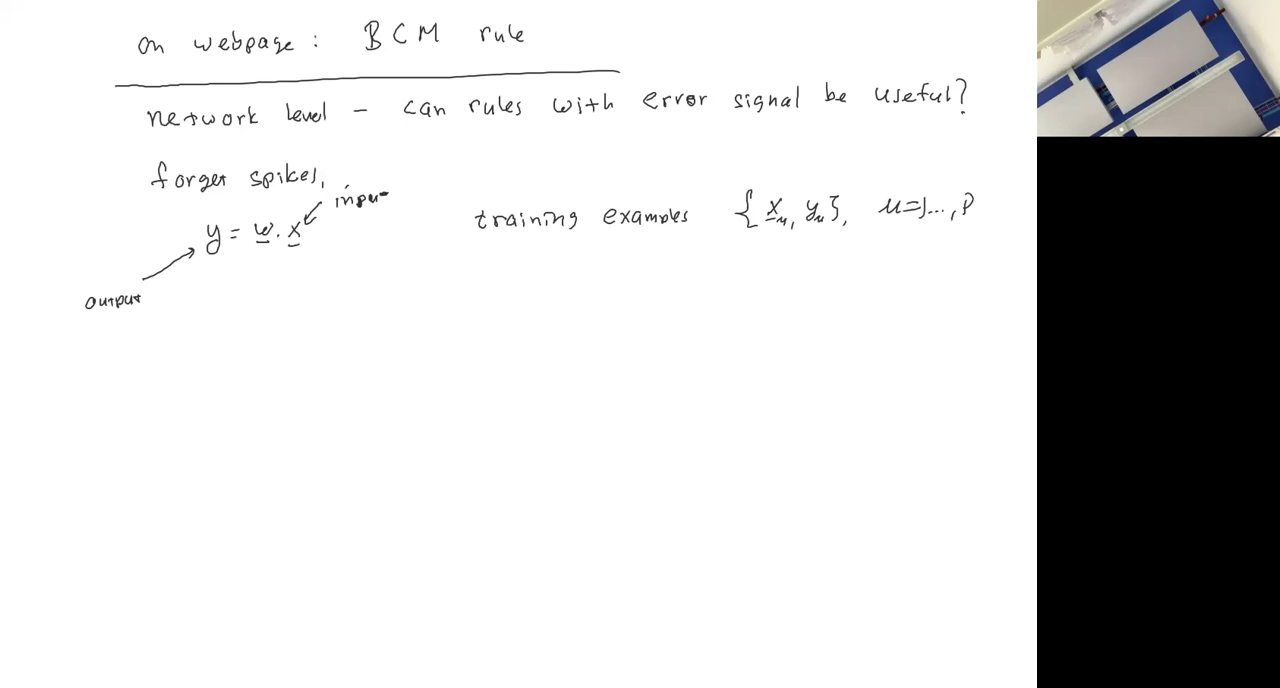 on webpage : BCM rule
network level – can rules with error signal be useful?
forget spikes,
input
y = w · x
training examples { x_μ, y_μ }, μ=1..., P
output